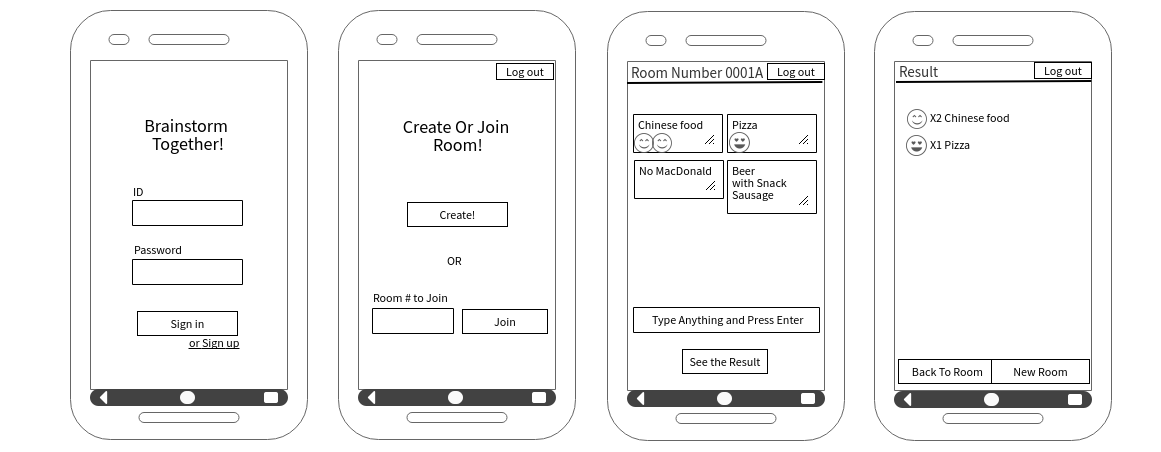 Brainstorm
Together!
ID
Password
Sign in
or Sign up
Log out
Create Or Join
Room!
Create!
OR
Room # to Join
Join
Room Number 0001A
Log out
Chinese food
Pizza
No MacDonald
Beer
with Snack
Sausage
Type Anything and Press Enter
See the Result
Result
Log out
X2 Chinese food
X1 Pizza
Back To Room
New Room